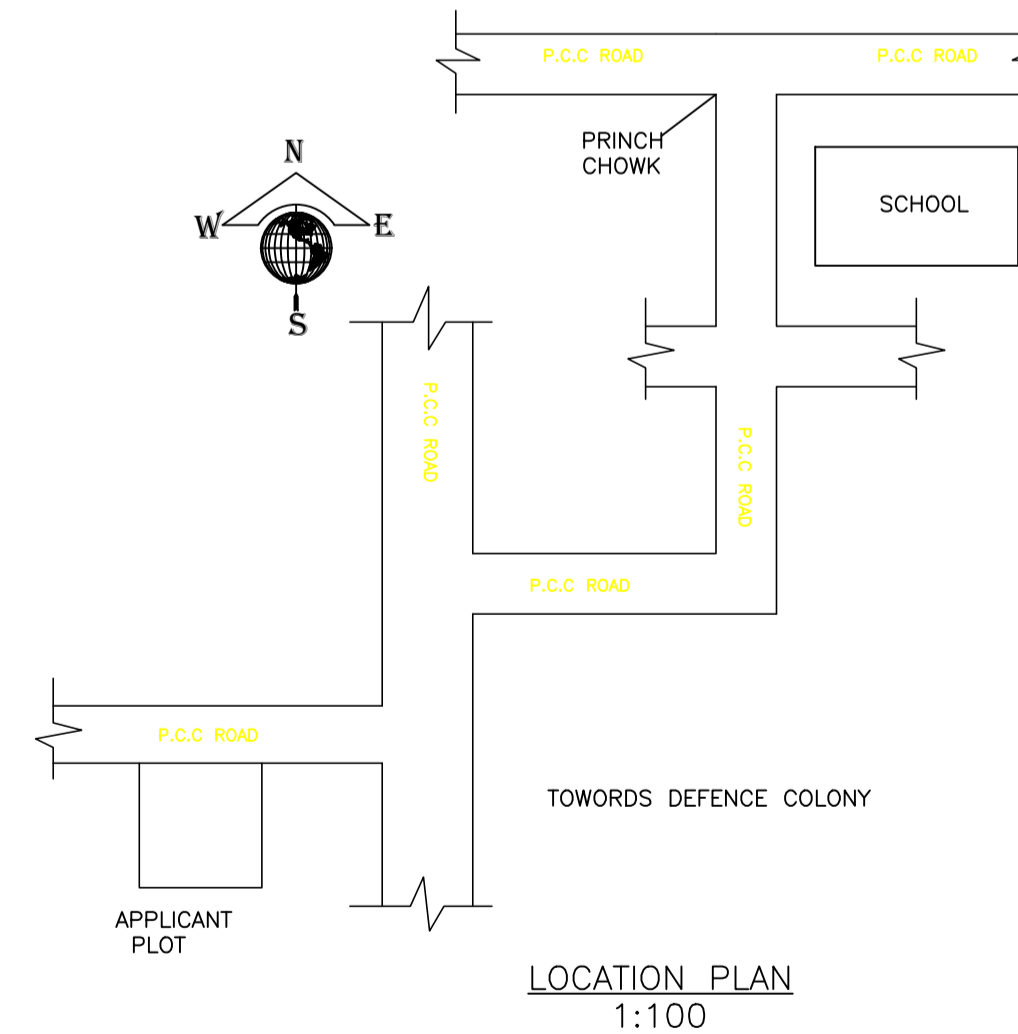 P.C.C ROAD
P.C.C ROAD
PRINCH
CHOWK
N
W
E
S
SCHOOL
P.C.C ROAD
P.C.C ROAD
P.C.C ROAD
P.C.C ROAD
TOWORDS DEFENCE COLONY
APPLICANT
PLOT
LOCATION PLAN
1:100